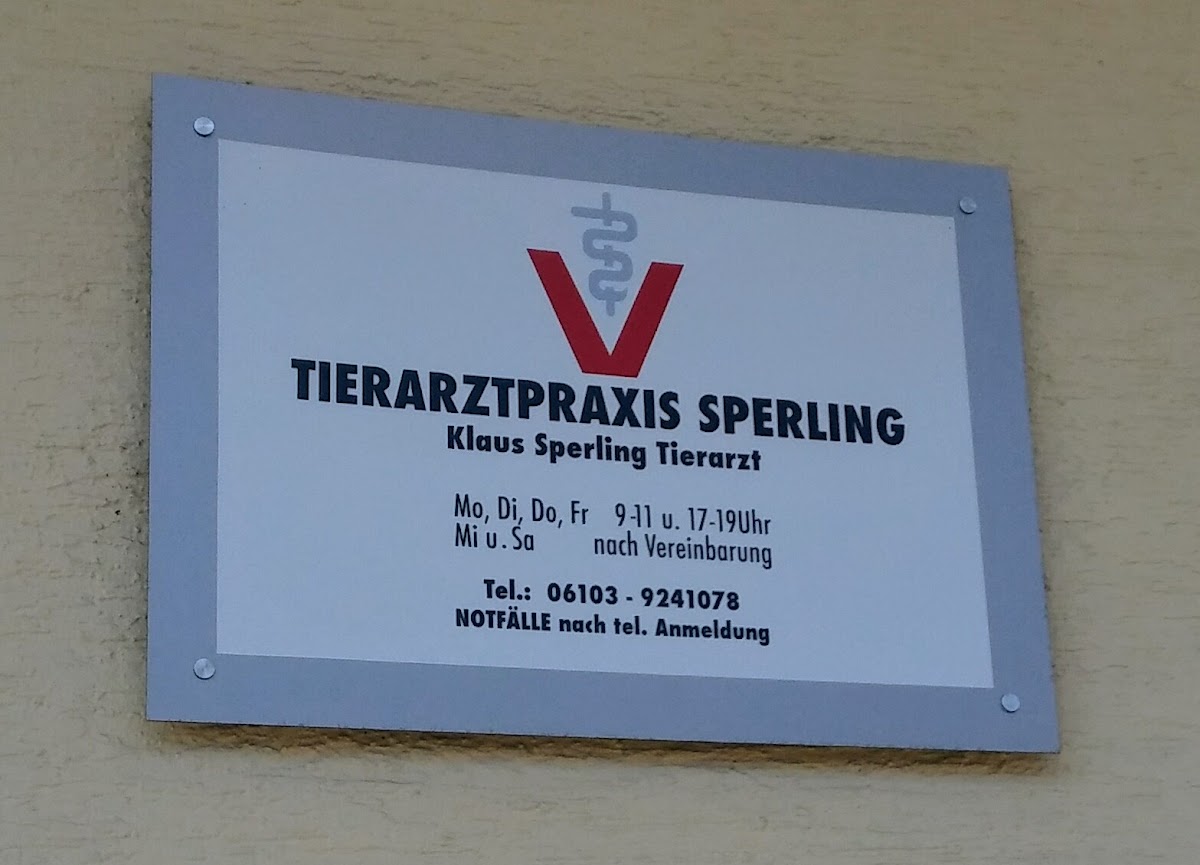 V
TIERARZTPRAXIS SPERLING
Klaus Sperling Tierarzt
Mo, Di, Do, Fr 9-11 u. 17-19Uhr
Mi u. Sa nach Vereinbarung
Tel.: 06103 - 9241078
NOTFÄLLE nach tel. Anmeldung